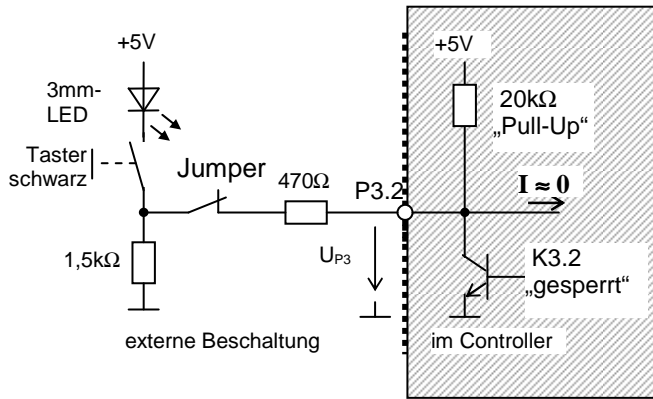 +5V
3mm-
LED
Taster
schwarz
Jumper
470Ω
1,5kΩ
P3.2
U_P3
externe Beschaltung
+5V
20kΩ
„Pull-Up“
I ≈ 0
K3.2
„gesperrt“
im Controller